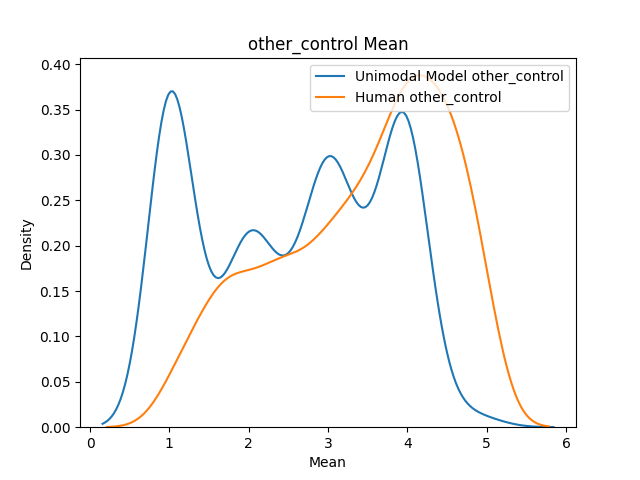 other_control Mean
Unimodal Model other_control
Human other_control
0.40
0.35
0.30
0.25
0.20
0.15
0.10
0.05
0.00
Density
0 1 2 3 4 5 6
Mean